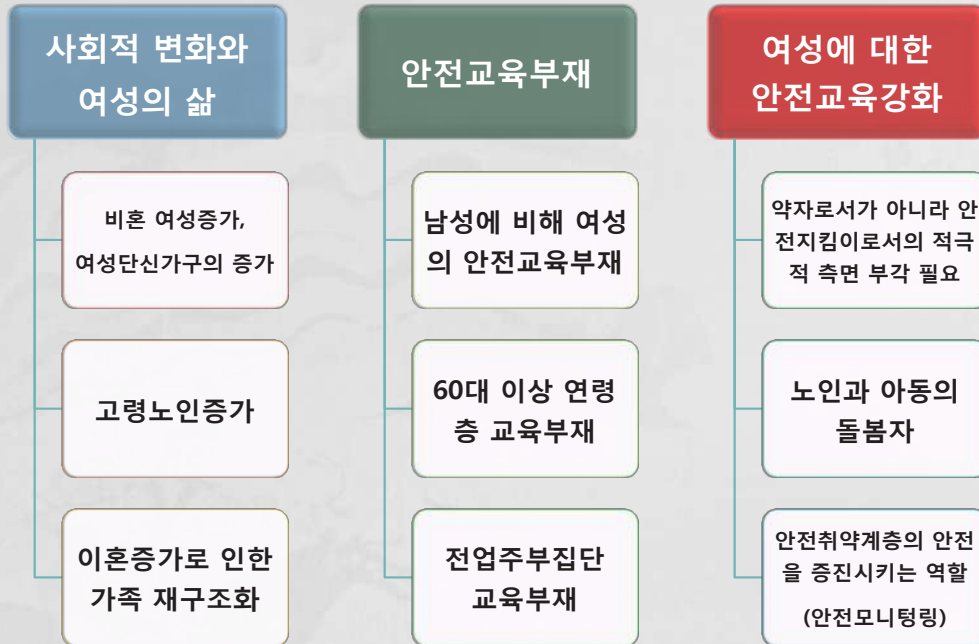 사회적 변화와
여성의 삶
비혼 여성증가,
여성단신가구의 증가
고령노인증가
이혼증가로 인한
가족 재구조화
안전교육부재
남성에 비해 여성
의 안전교육부재
60대 이상 연령
층 교육부재
전업주부집단
교육부재
여성에 대한
안전교육강화
약자로서가 아니라 안
전지킴이로서의 적극
적 측면 부각 필요
노인과 아동의
돌봄자
안전취약계층의 안전
을 증진시키는 역할
(안전모니텅링)